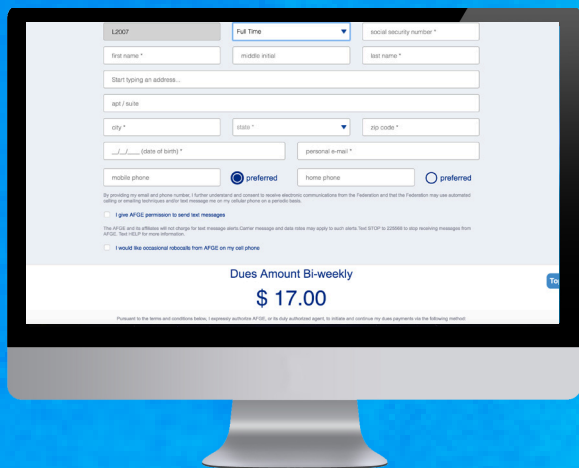 L2007
Full Time
social security number *
first name *
middle initial
last name *
Start typing an address...
apt / suite
city *
state *
zip code *
__/__/____ (date of birth) *
personal e-mail *
mobile phone
preferred
home phone
preferred
By providing my email and phone number, I further understand and consent to receive electronic communications from the Federation and that the Federation may use automated
calling or emailing techniques and/or text message me on my cellular phone on a periodic basis.
I give AFGE permission to send text messages
The AFGE and its affiliates will not charge for text message alerts.Carrier message and data rates may apply to such alerts Text STOP to 225568 to stop receiving messages from
AFGE. Text HELP for more information.
I would like occasional robocalls from AFGE on my cell phone
Dues Amount Bi-weekly
$ 17.00
Pursuant to the terms and conditions below, I expressly authorize AFGE, or its duly authorized agent, to initiate and continue my dues payments via the following method: